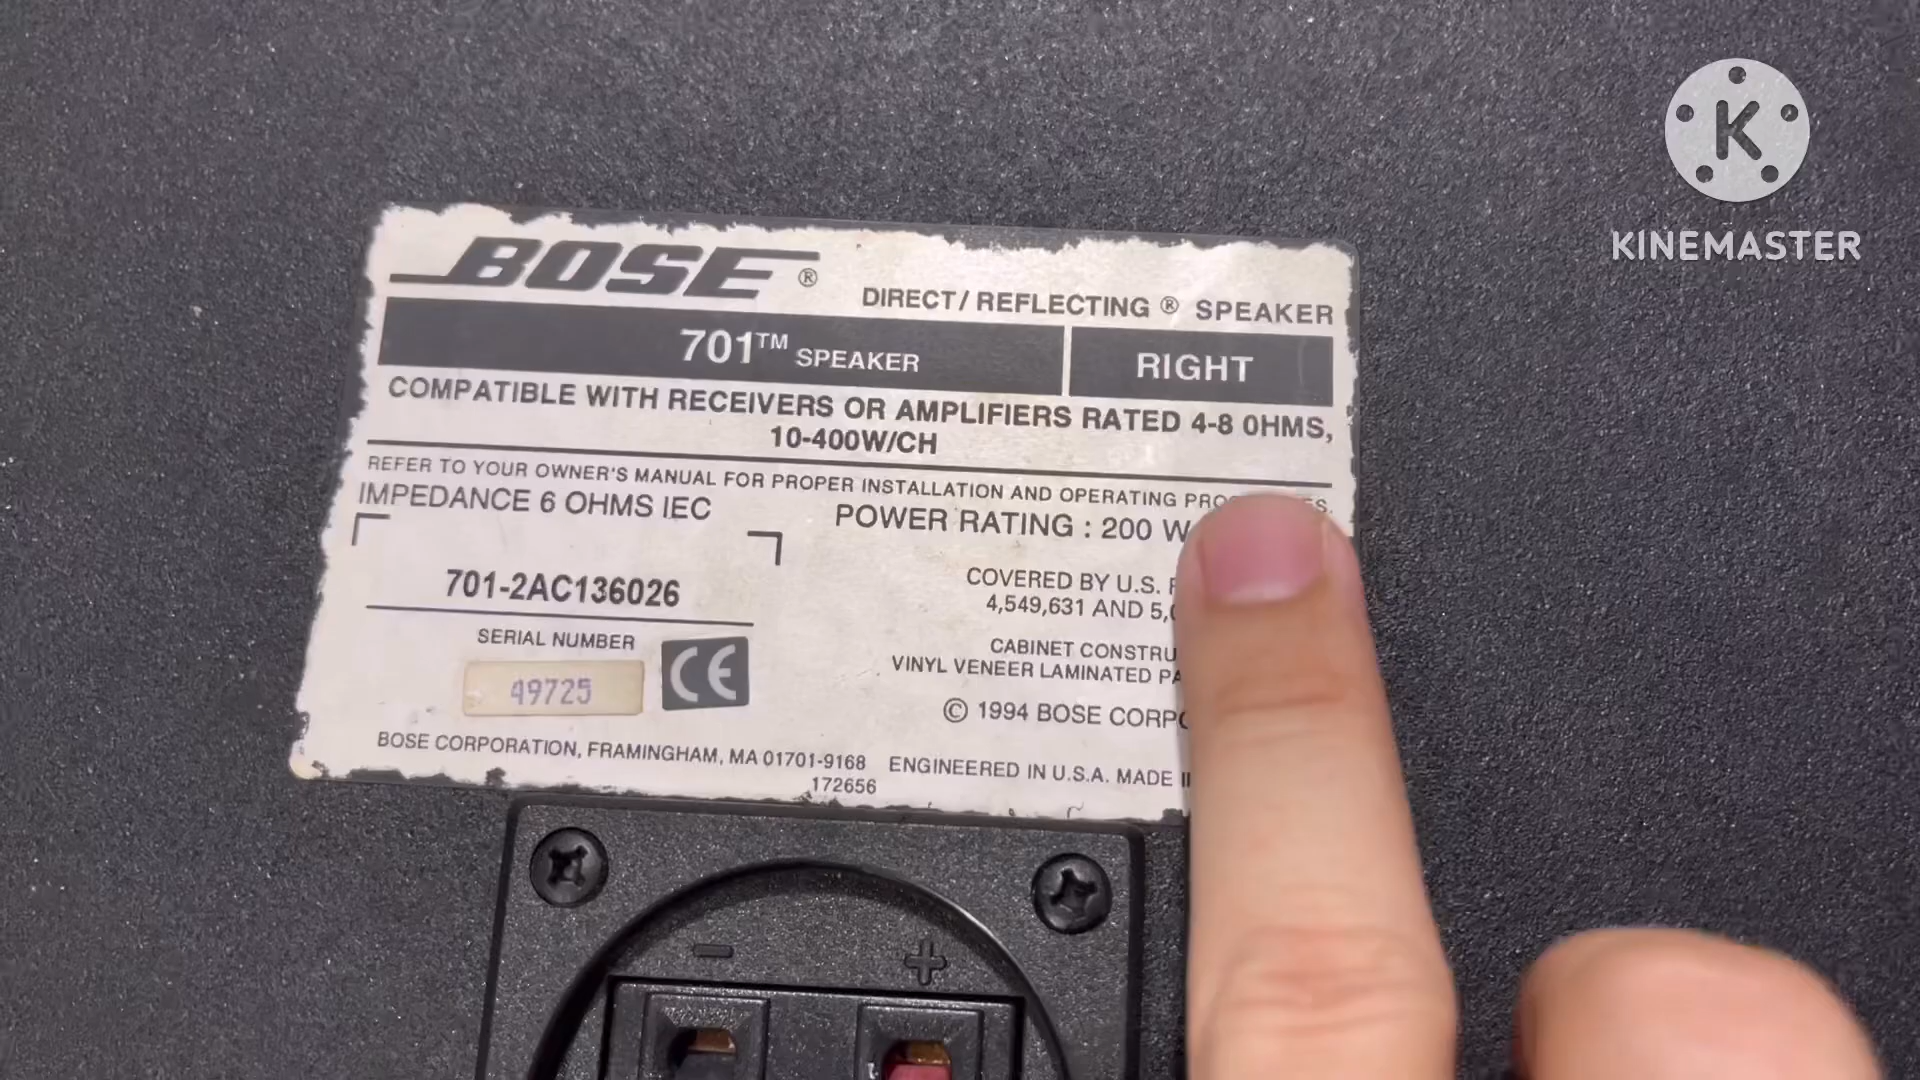 BOSE®
DIRECT/REFLECTING ® SPEAKER
701™ SPEAKER
RIGHT
COMPATIBLE WITH RECEIVERS OR AMPLIFIERS RATED 4-8 OHMS,
10-400W/CH
REFER TO YOUR OWNER'S MANUAL FOR PROPER INSTALLATION AND OPERATING
IMPEDANCE 6 OHMS IEC
POWER RATING : 200 W
701-2AC136026
SERIAL NUMBER
49725
CE
COVERED BY U.S.
4,549,631 AND 5,
CABINET
VINYL VENEER LAMINATED
© 1994 BOSE
BOSE CORPORATION, FRAMINGHAM, MA 01701-9168
ENGINEERED IN U.S.A. MADE
172656
- +
K
KINEMASTER